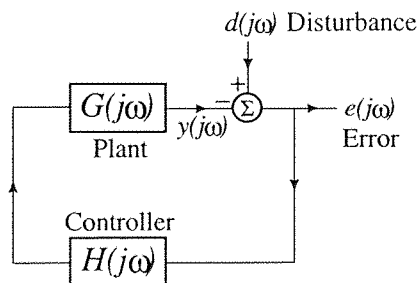 d(jω) Disturbance
+
−
Σ
G(jω)
y(jω)
Plant
e(jω)
Error
Controller
H(jω)